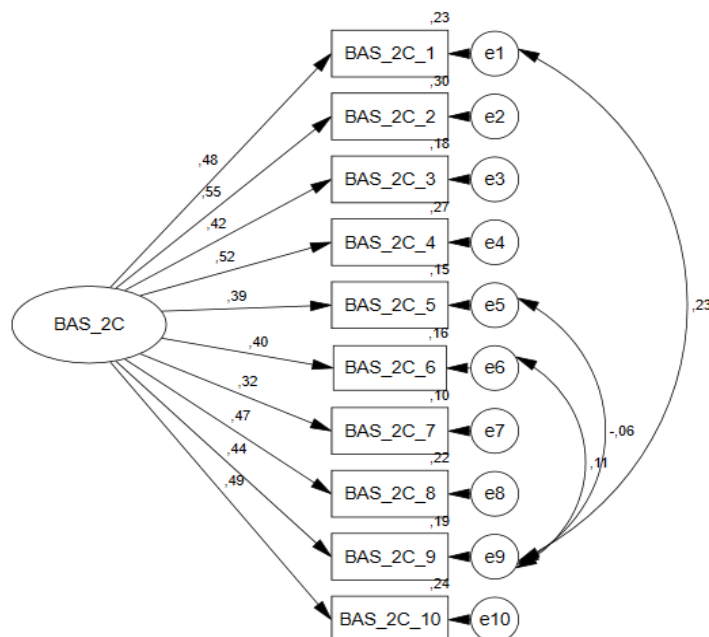 ,23
BAS_2C_1
e1
,30
BAS_2C_2
e2
,18
BAS_2C_3
e3
,27
BAS_2C_4
e4
,15
BAS_2C_5
e5
,16
BAS_2C_6
e6
,10
BAS_2C_7
e7
,22
BAS_2C_8
e8
,19
BAS_2C_9
e9
,24
BAS_2C_10
e10
BAS_2C
,48
,55
,42
,52
,39
,40
,32
,47
,44
,49
,23
-,06
,11